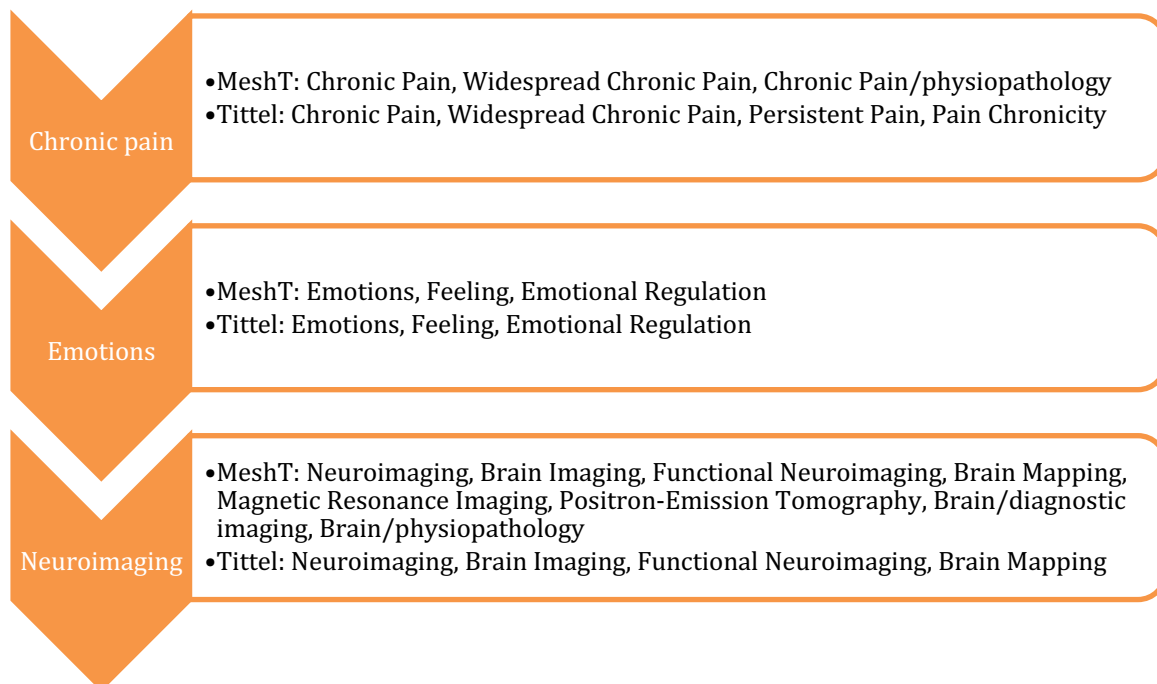 Chronic pain
•MeshT: Chronic Pain, Widespread Chronic Pain, Chronic Pain/physiopathology
•Tittel: Chronic Pain, Widespread Chronic Pain, Persistent Pain, Pain Chronicity
Emotions
•MeshT: Emotions, Feeling, Emotional Regulation
•Tittel: Emotions, Feeling, Emotional Regulation
Neuroimaging
•MeshT: Neuroimaging, Brain Imaging, Functional Neuroimaging, Brain Mapping,
Magnetic Resonance Imaging, Positron-Emission Tomography, Brain/diagnostic
imaging, Brain/physiopathology
•Tittel: Neuroimaging, Brain Imaging, Functional Neuroimaging, Brain Mapping